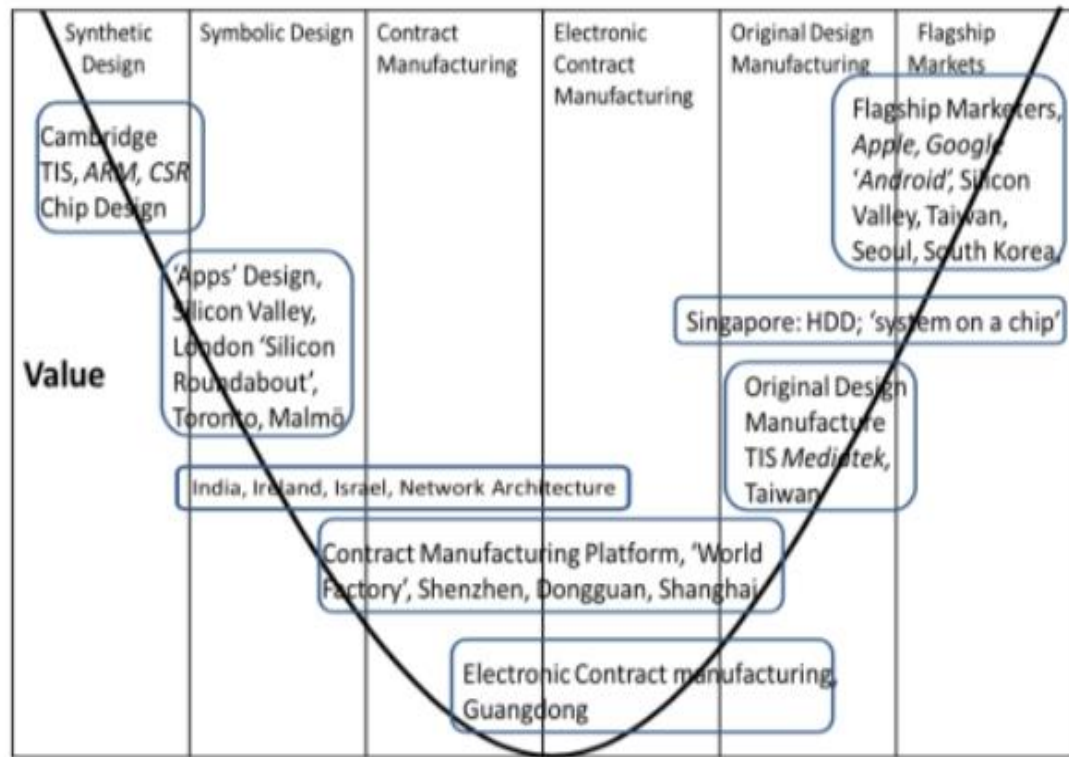 Synthetic
Design
Symbolic Design
Contract
Manufacturing
Electronic
Contract
Manufacturing
Original Design
Manufacturing
Flagship
Markets
Cambridge
TIS, ARM, CSR
Chip Design
'Apps' Design,
Silicon Valley,
London 'Silicon
Roundabout',
Toronto, Malmö
Value
India, Ireland, Israel, Network Architecture
Contract Manufacturing Platform, 'World
Factory', Shenzhen, Dongguan, Shanghai
Electronic Contract manufacturing,
Guangdong
Flagship Marketers,
Apple, Google
'Android', Silicon
Valley, Taiwan,
Seoul, South Korea,
Singapore: HDD; 'system on a chip'
Original Design
Manufacture
TIS Mediatek,
Taiwan